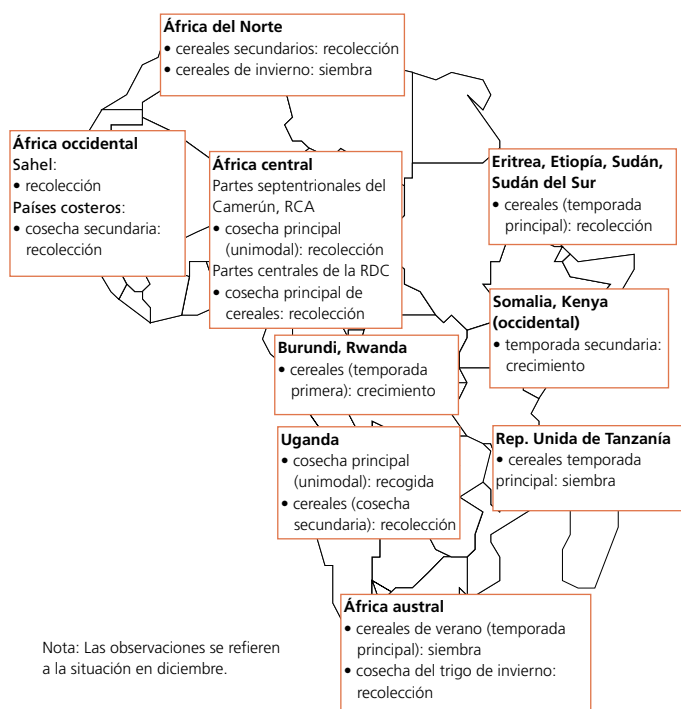 África del Norte
• cereales secundarios: recolección
• cereales de invierno: siembra
África occidental
Sahel:
• recolección
Países costeros:
• cosecha secundaria:
recolección
África central
Partes septentrionales del
Camerún, RCA
• cosecha principal
(unimodal): recolección
Partes centrales de la RDC
• cosecha principal de
cereales: recolección
Eritrea, Etiopía, Sudán,
Sudán del Sur
• cereales (temporada
principal): recolección
Somalia, Kenya
(occidental)
• temporada secundaria:
crecimiento
Burundi, Rwanda
• cereales (temporada
primera): crecimiento
Uganda
• cosecha principal
(unimodal): recogida
• cereales (cosecha
secundaria): recolección
Rep. Unida de Tanzanía
• cereales temporada
principal: siembra
África austral
• cereales de verano (temporada
principal): siembra
• cosecha del trigo de invierno:
recolección
Nota: Las observaciones se refieren
a la situación en diciembre.